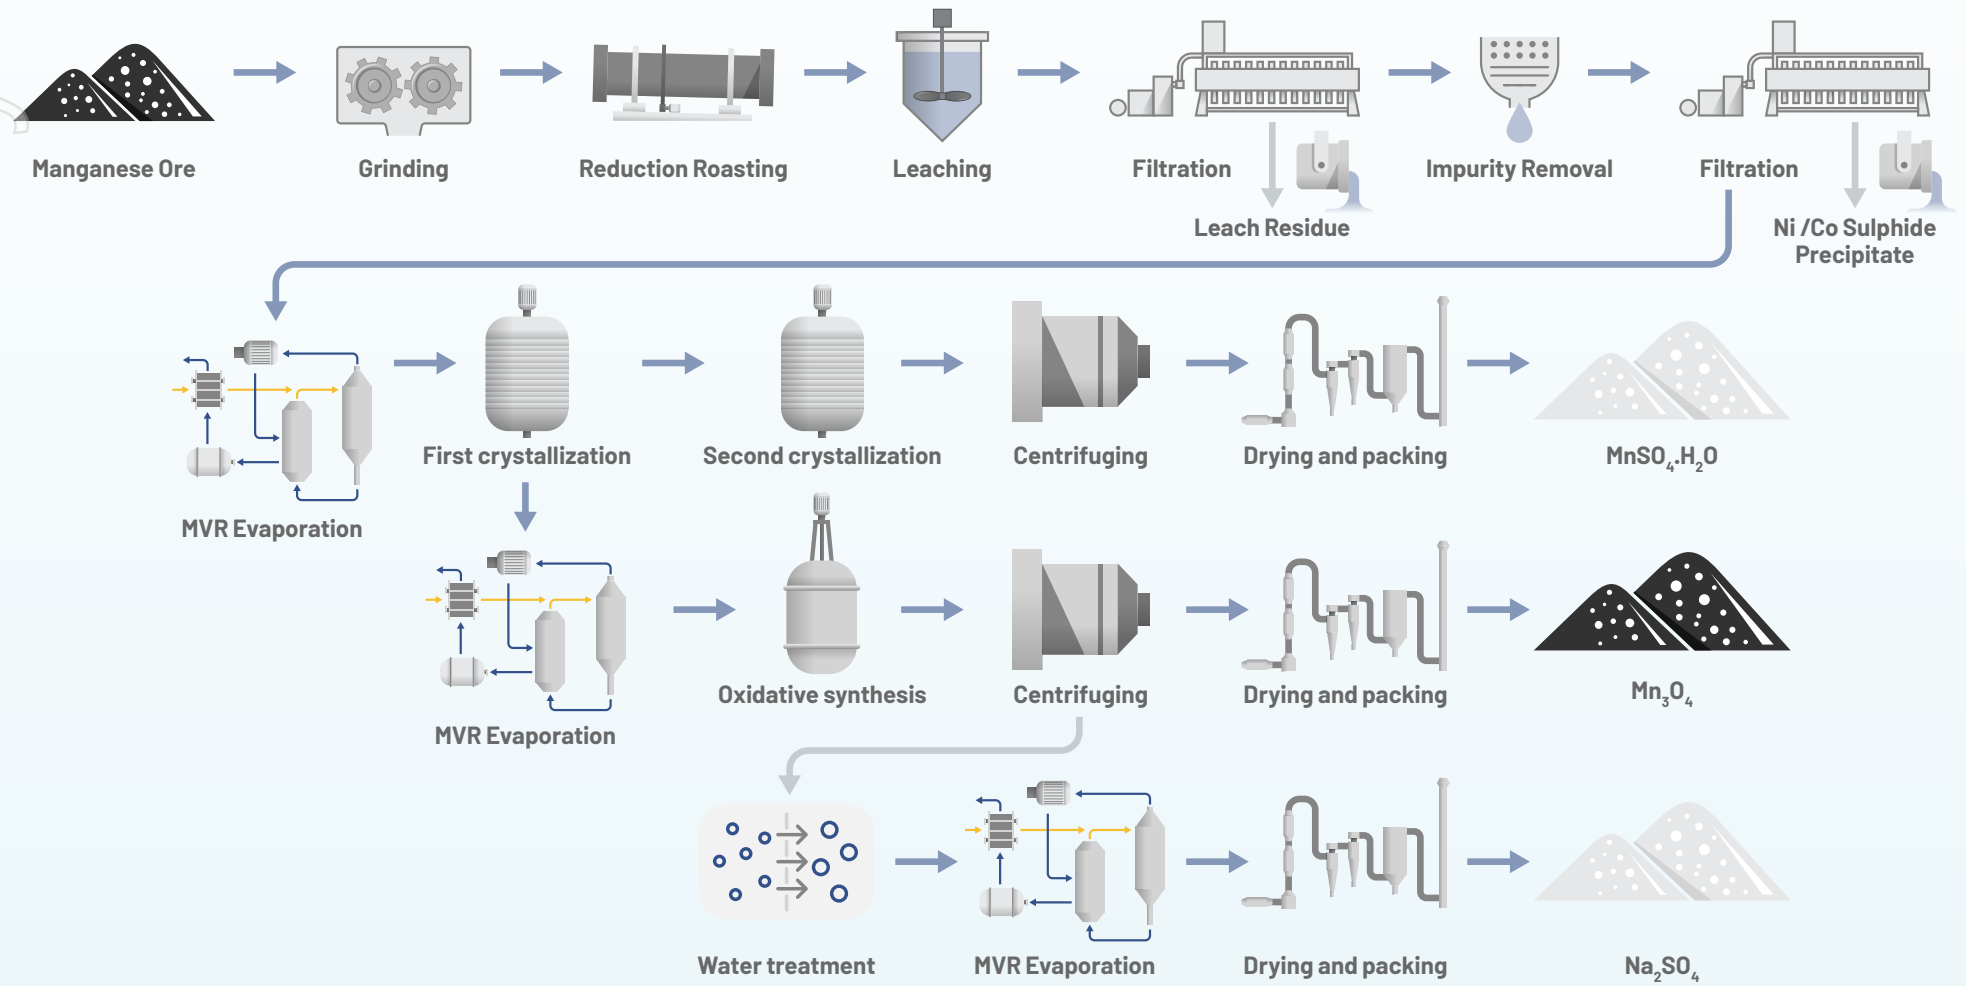 Manganese Ore
Grinding
Reduction Roasting
Leaching
Filtration
Impurity Removal
Filtration
Leach Residue
Ni /Co Sulphide
Precipitate
First crystallization
Second crystallization
Centrifuging
Drying and packing
MnSO₄.H₂O
MVR Evaporation
Oxidative synthesis
Centrifuging
Drying and packing
Mn₃O₄
MVR Evaporation
Water treatment
MVR Evaporation
Drying and packing
Na₂SO₄